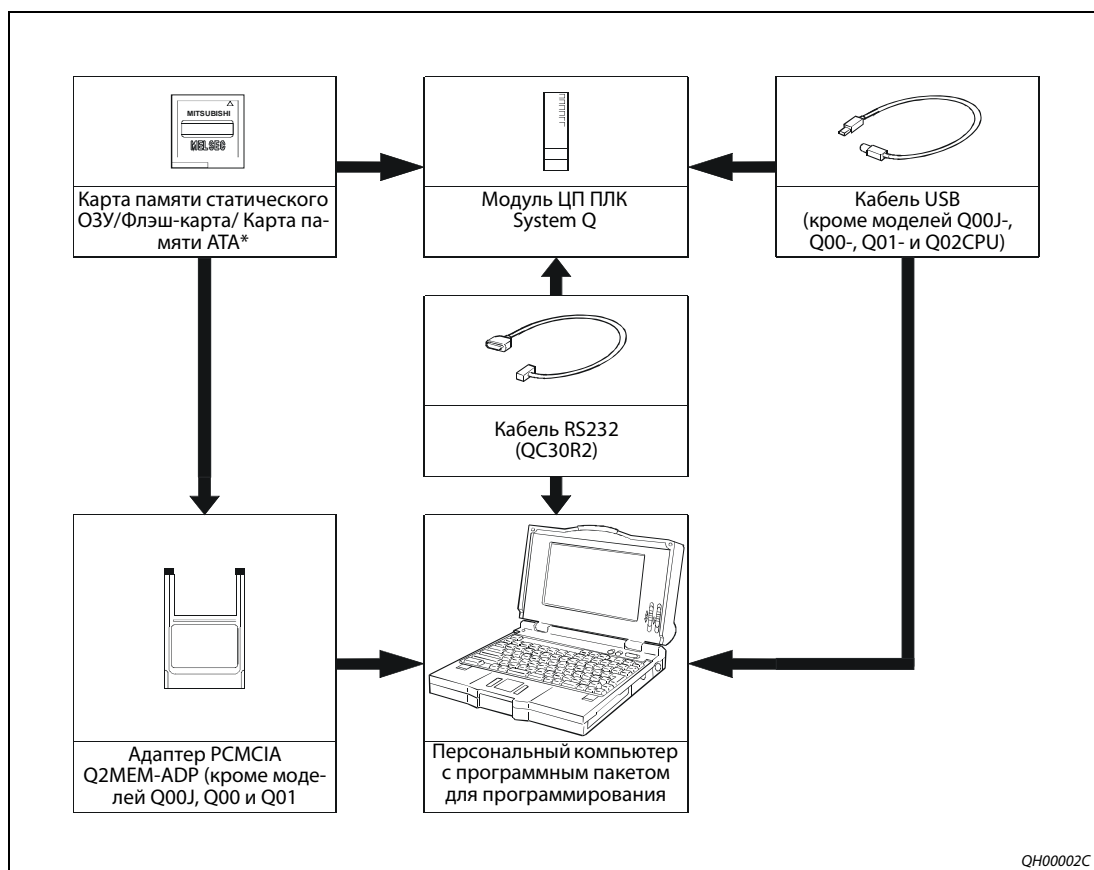 MITSUBISHI
MELSEC
Карта памяти статического
ОЗУ/Флэш-карта/ Карта па-
мяти ATA*
Модуль ЦП ПЛК
System Q
Кабель USB
(кроме моделей Q00J-,
Q00-, Q01- и Q02CPU)
Кабель RS232
(QC30R2)
Адаптер PCMCIA
Q2MEM-ADP (кроме моде-
лей Q00J, Q00 и Q01
Персональный компьютер
с программным пакетом
для программирования
QH00002C